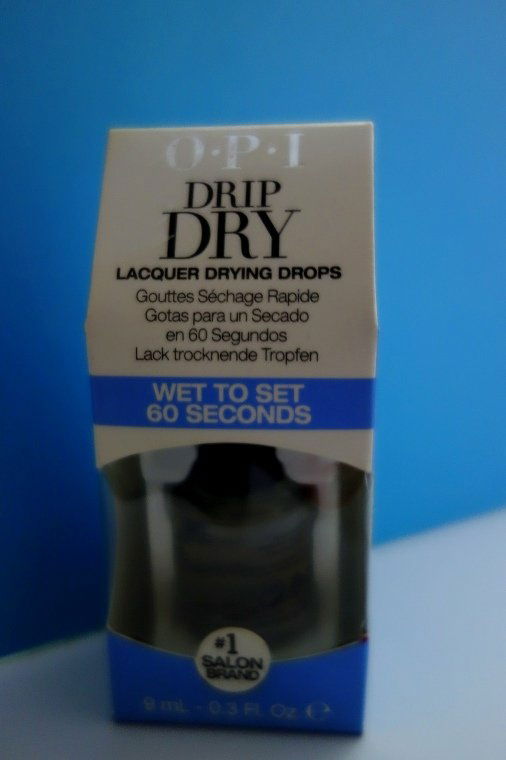 O·P·I
DRIP
DRY
LACQUER DRYING DROPS
Gouttes Séchage Rapide
Gotas para un Secado
en 60 Segundos
Lack trocknende Tropfen
WET TO SET
60 SECONDS
#1
SALON
BRAND
9 mL - 0.3 Fl. Oz ℮